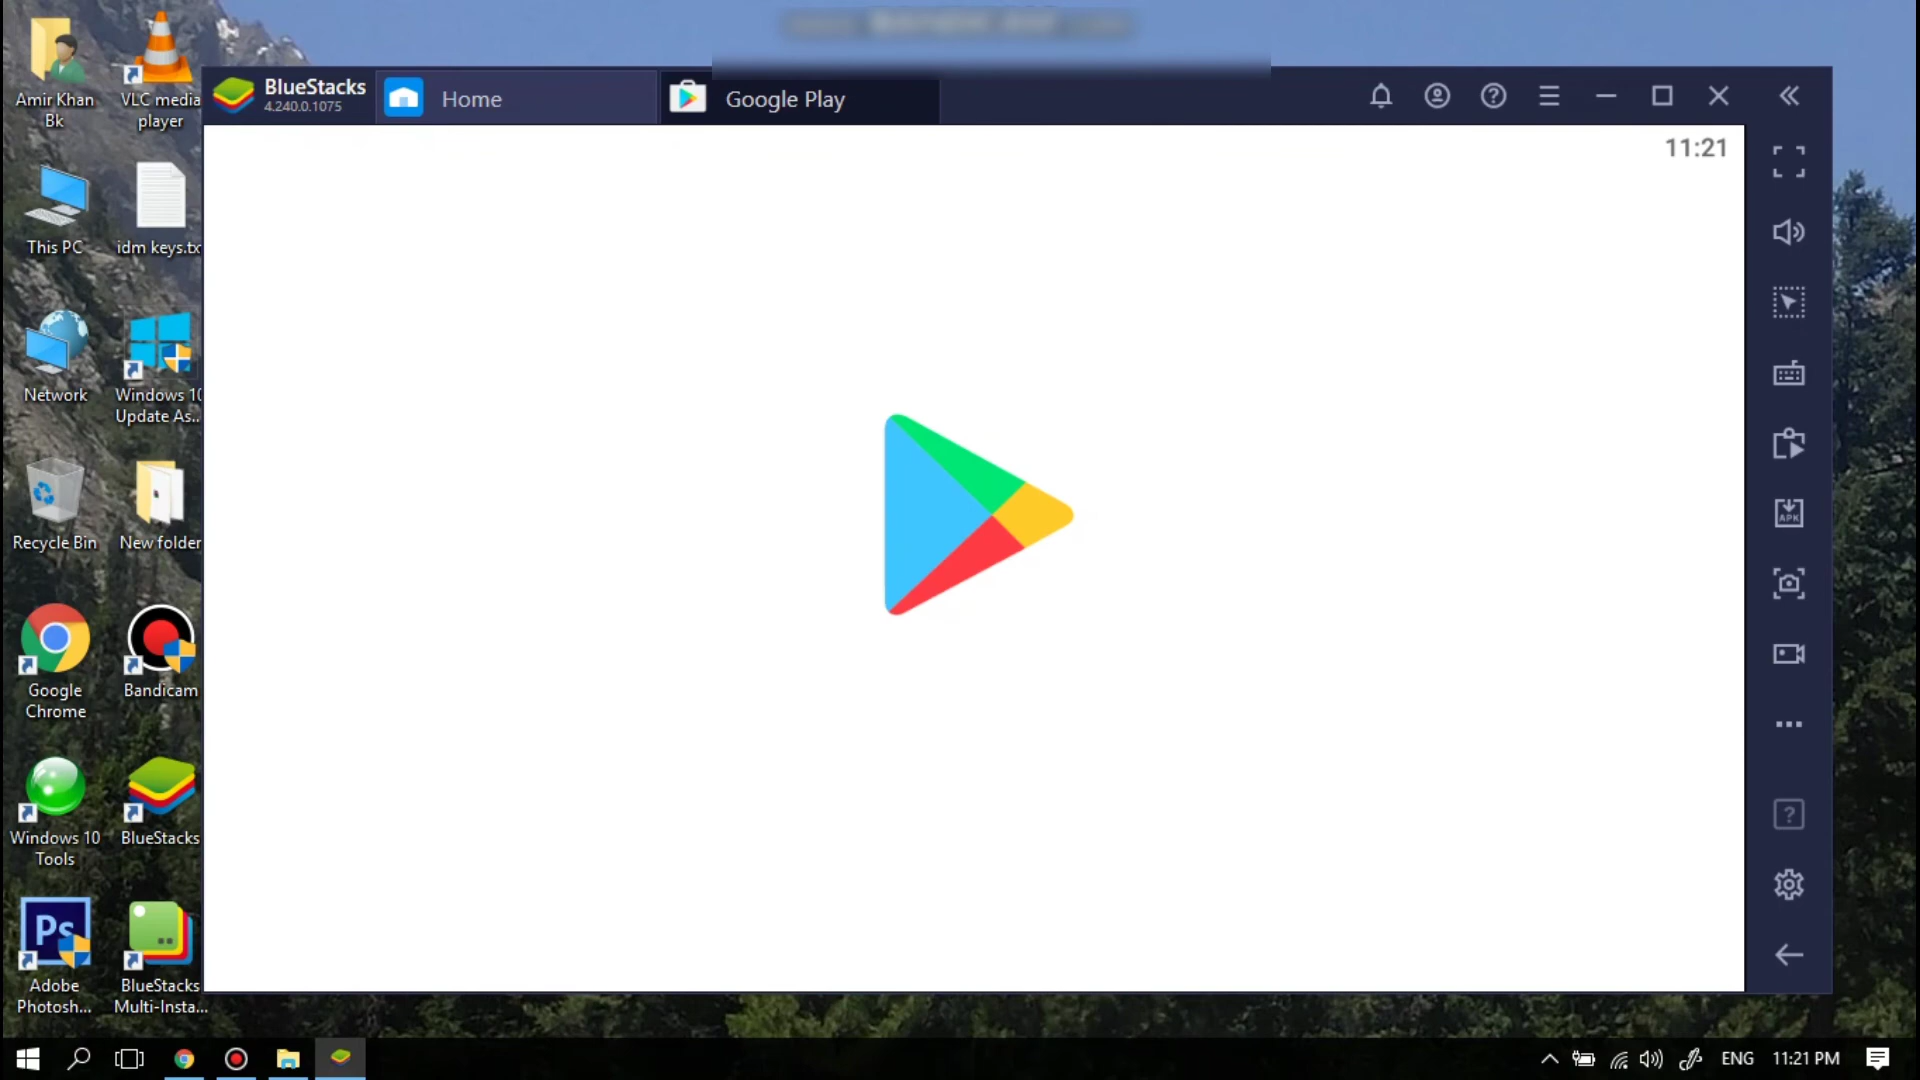 Amir Khan
Bk
VLC media
player
This PC
idm keys.tx
Network
Windows 10
Update As..
Recycle Bin
New folder
Google
Chrome
Bandicam
Windows 10
Tools
BlueStacks
Ps
Adobe
Photosh...
BlueStacks
Multi-Insta...
BlueStacks
4.240.0.1075
Home
Google Play
11:21
APK
ENG
11:21 PM